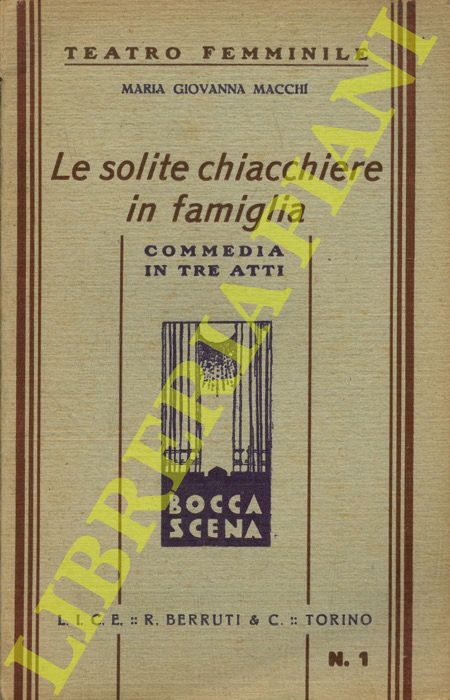 TEATRO FEMMINILE
MARIA GIOVANNA MACCHI
Le solite chiacchiere
in famiglia
COMMEDIA
IN TRE ATTI
BOCCA
SCENA
L. I. C. E. :: R. BERRUTI & C. :: TORINO
N. 1
LIBRERIA PIANI